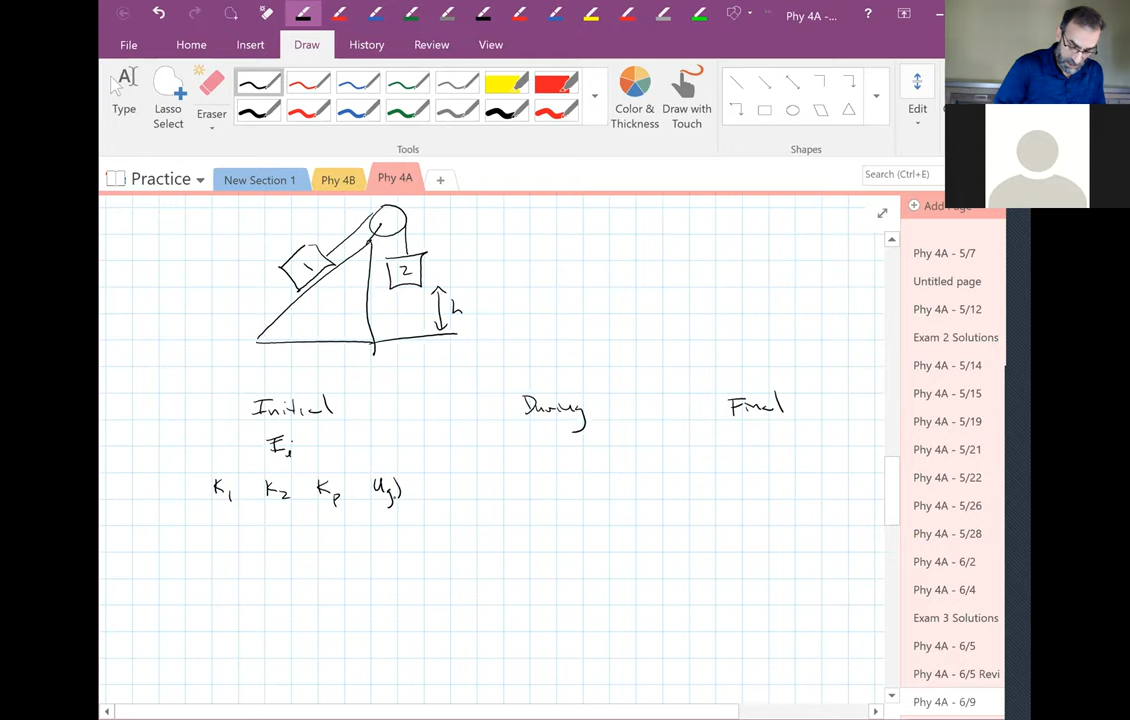 Phy 4A -...
?
File
Home
Insert
Draw
History
Review
View
Type
Lasso Select
Eraser
Color & Thickness
Draw with Touch
Edit
Tools
Shapes
Practice
New Section 1
Phy 4B
Phy 4A
Search (Ctrl+E)
Add Page
Phy 4A - 5/7
Untitled page
Phy 4A - 5/12
Exam 2 Solutions
Phy 4A - 5/14
Phy 4A - 5/15
Phy 4A - 5/19
Phy 4A - 5/21
Phy 4A - 5/22
Phy 4A - 5/26
Phy 4A - 5/28
Phy 4A - 6/2
Phy 4A - 6/4
Exam 3 Solutions
Phy 4A - 6/5
Phy 4A - 6/5 Revi
Phy 4A - 6/9
1
2
h
Initial During Final
Ei
K1 K2 Kp Ug)